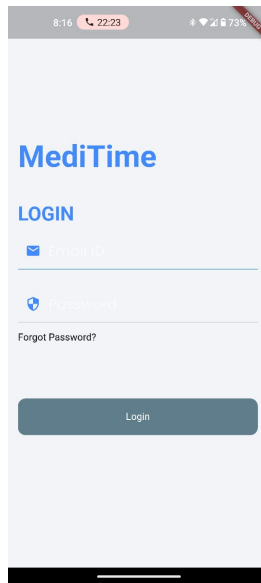 8:16 22:23 73%
DEBUG
MediTime
LOGIN
Email ID
Password
Forgot Password?
Login